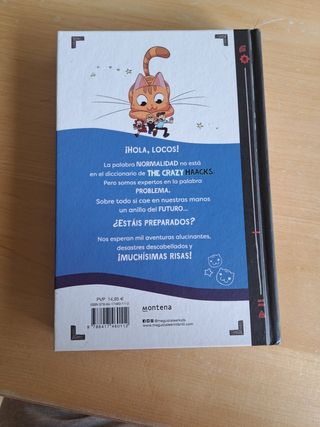 ¡HOLA, LOCOS!
La palabra NORMALIDAD no está
en el diccionario de THE CRAZY HAACKS.
Pero somos expertos en la palabra
PROBLEMA.
Sobre todo si cae en nuestras manos
un anillo del FUTURO...
¿ESTÁIS PREPARADOS?
Nos esperan mil aventuras alucinantes,
desastres descabellados y
¡MUCHÍSIMAS RISAS!
PVP 14,95 €
Montena